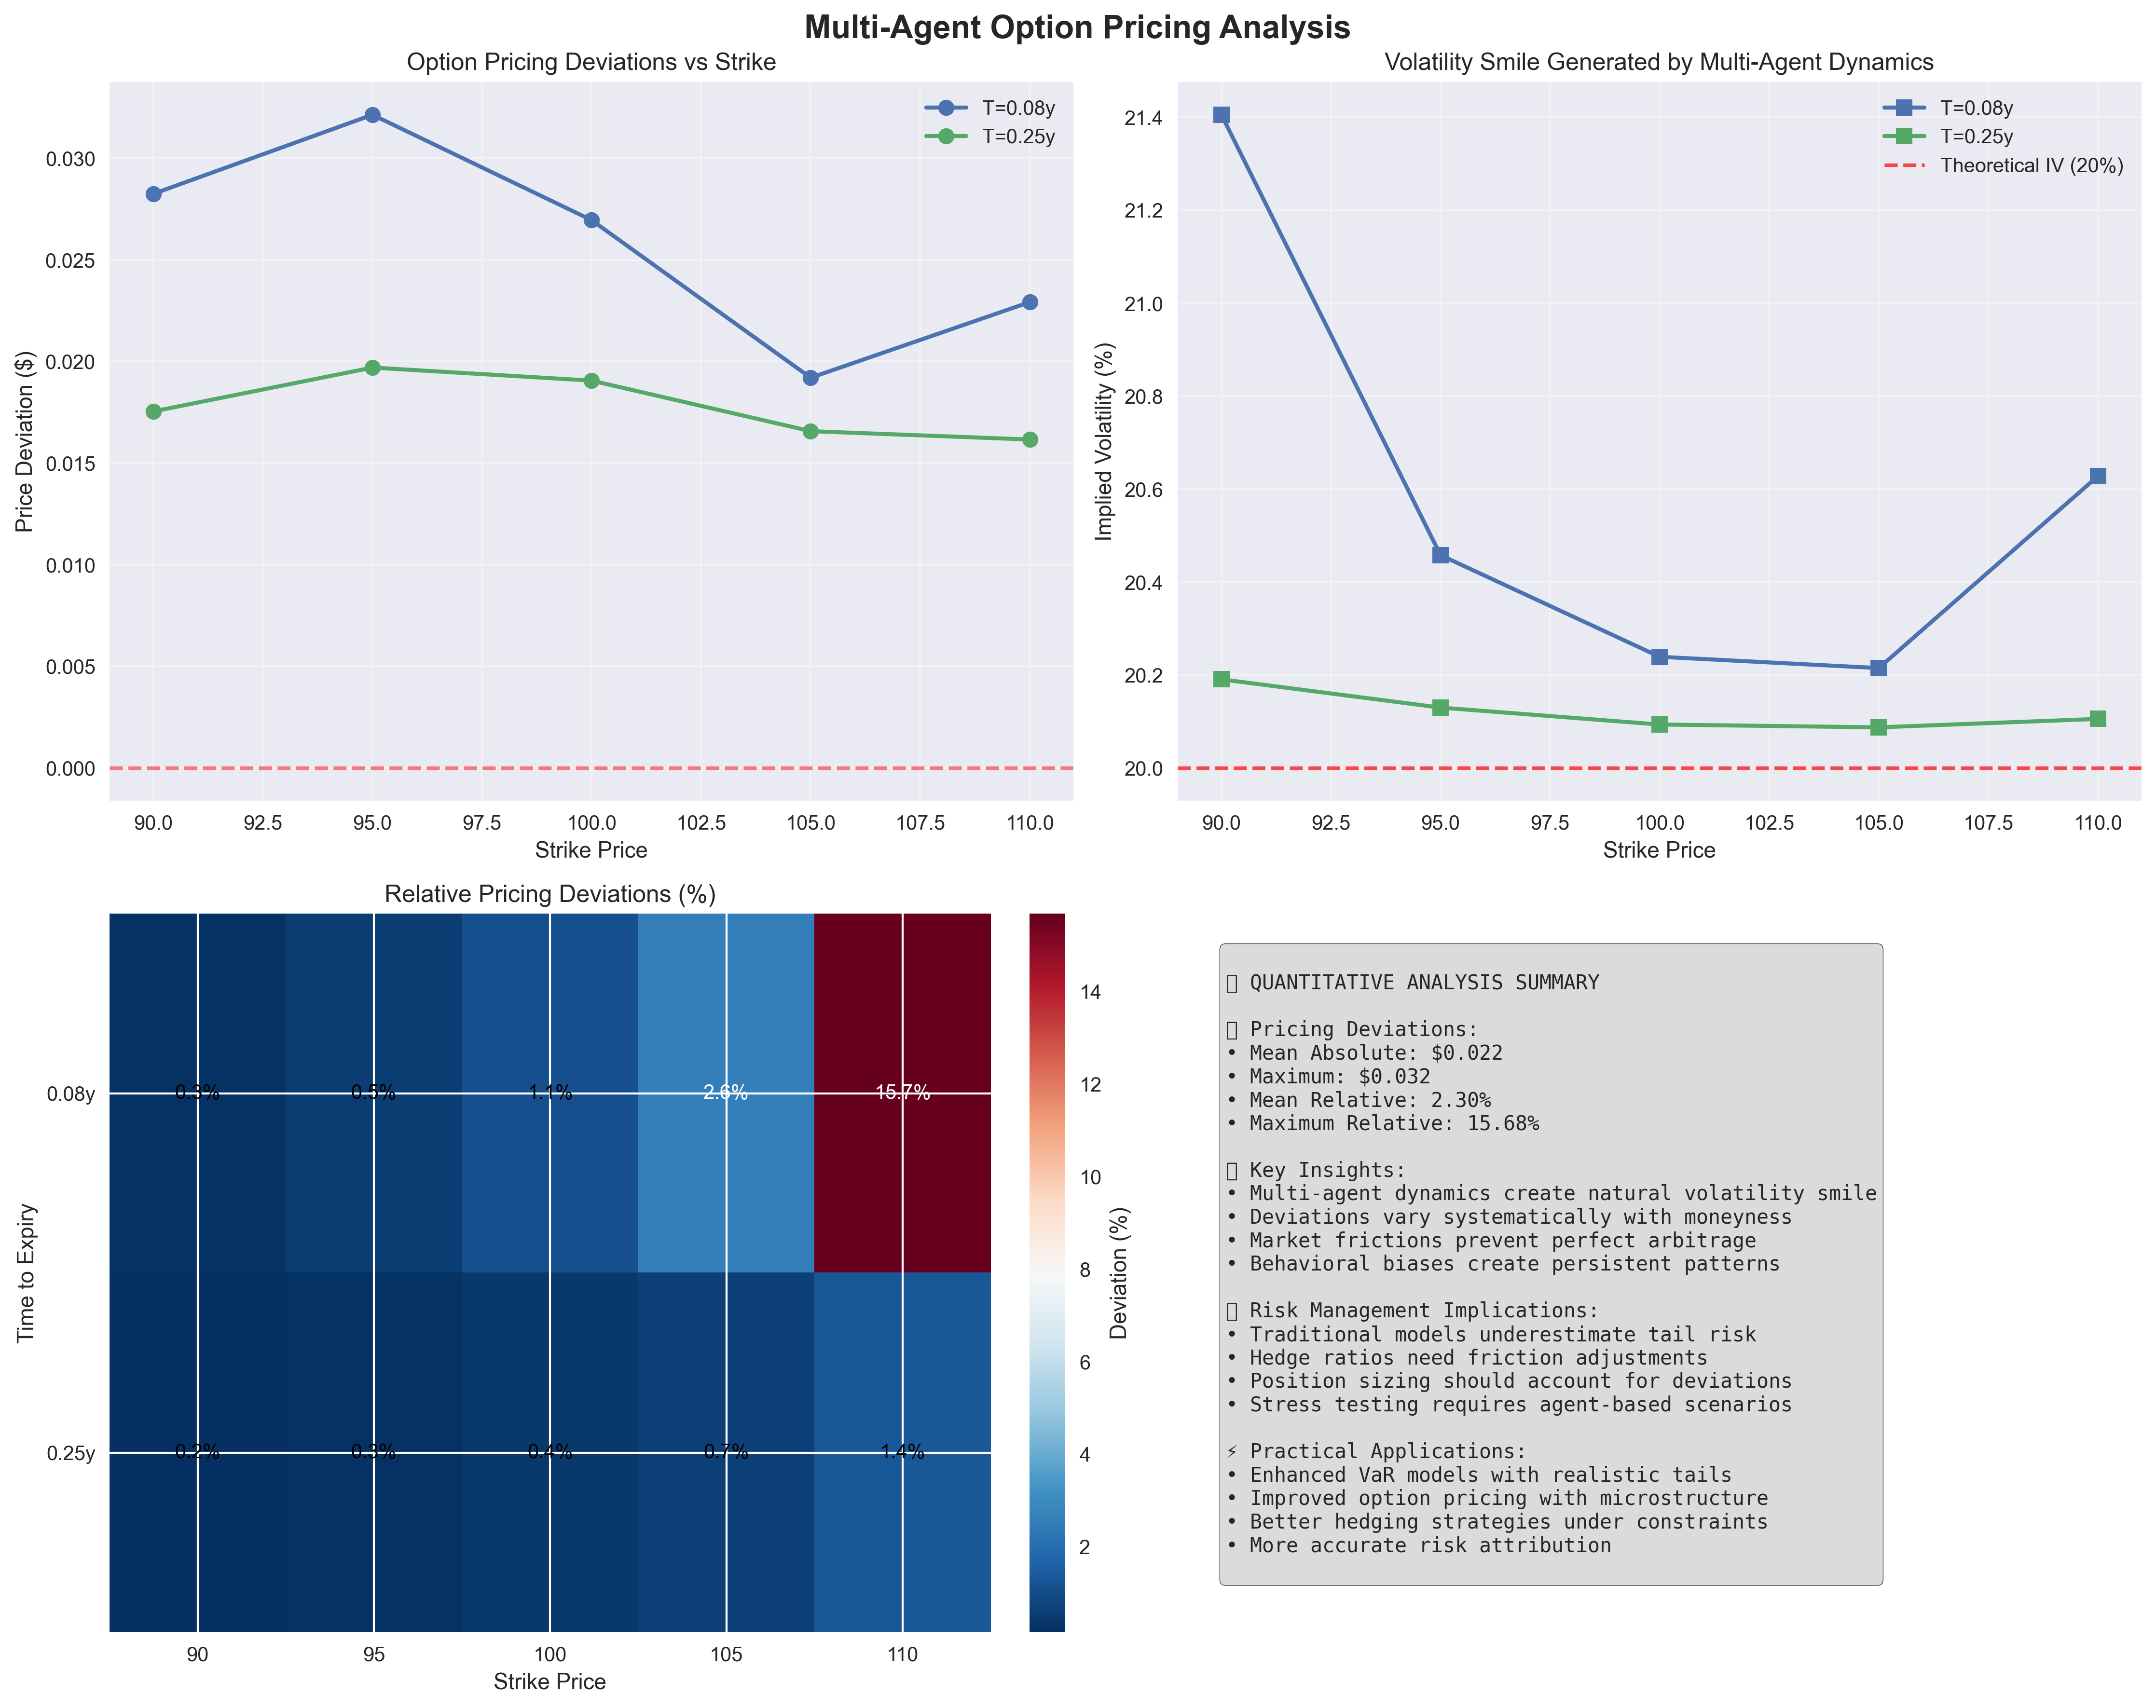 Multi-Agent Option Pricing Analysis
Option Pricing Deviations vs Strike
T=0.08y
T=0.25y
Price Deviation ($)
0.030
0.025
0.020
0.015
0.010
0.005
0.000
90.0 92.5 95.0 97.5 100.0 102.5 105.0 107.5 110.0
Strike Price
Volatility Smile Generated by Multi-Agent Dynamics
T=0.08y
T=0.25y
Theoretical IV (20%)
Implied Volatility (%)
21.4
21.2
21.0
20.8
20.6
20.4
20.2
20.0
90.0 92.5 95.0 97.5 100.0 102.5 105.0 107.5 110.0
Strike Price
Relative Pricing Deviations (%)
Time to Expiry
0.08y
0.3% 0.5% 1.1% 2.6% 15.7%
0.25y
0.2% 0.3% 0.4% 0.7% 1.4%
90 95 100 105 110
Strike Price
14
12
10
8
6
4
2
Deviation (%)
QUANTITATIVE ANALYSIS SUMMARY
Pricing Deviations:
• Mean Absolute: $0.022
• Maximum: $0.032
• Mean Relative: 2.30%
• Maximum Relative: 15.68%
Key Insights:
• Multi-agent dynamics create natural volatility smile
• Deviations vary systematically with moneyness
• Market frictions prevent perfect arbitrage
• Behavioral biases create persistent patterns
Risk Management Implications:
• Traditional models underestimate tail risk
• Hedge ratios need friction adjustments
• Position sizing should account for deviations
• Stress testing requires agent-based scenarios
⚡ Practical Applications:
• Enhanced VaR models with realistic tails
• Improved option pricing with microstructure
• Better hedging strategies under constraints
• More accurate risk attribution